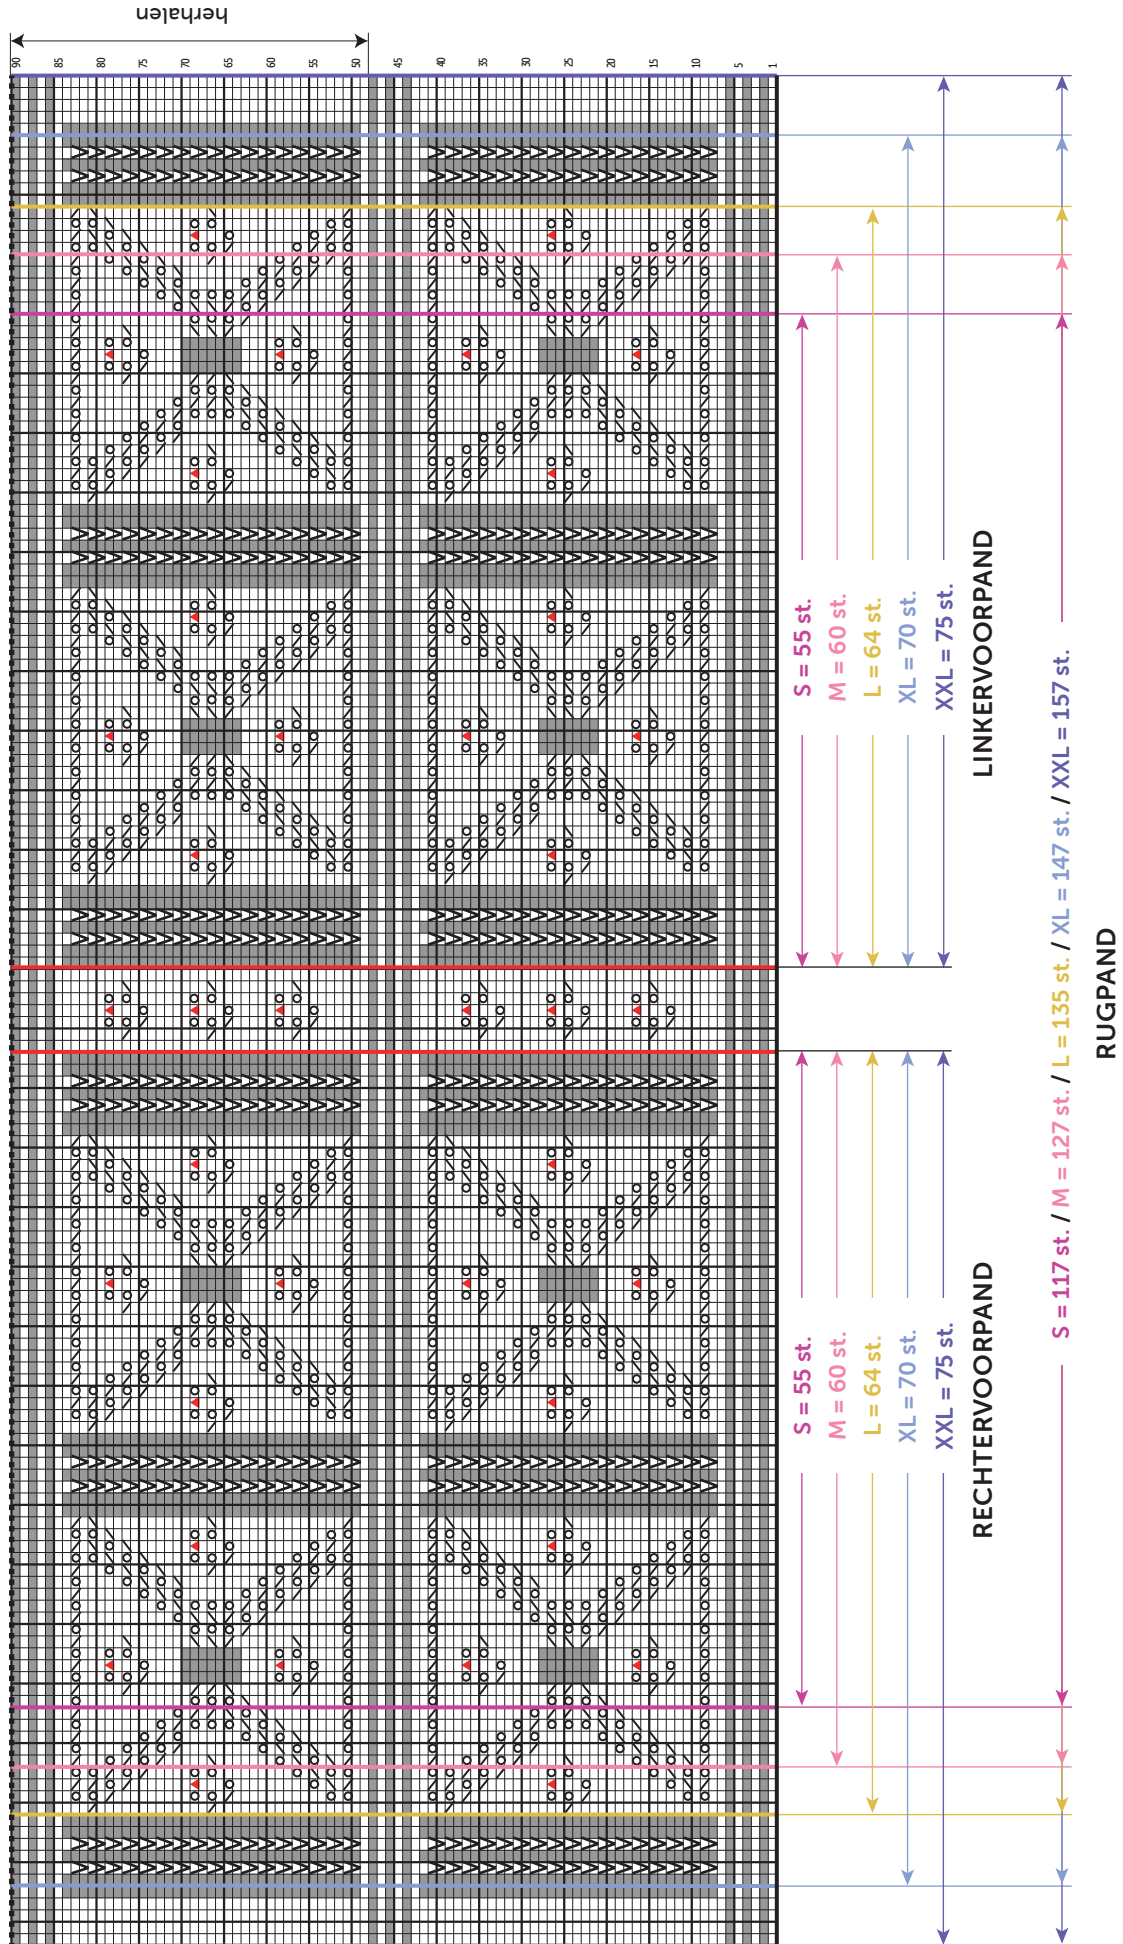 herhalen
90
85
80
75
70
65
60
55
50
45
40
35
30
25
20
15
10
5
1
S = 55 st.
M = 60 st.
L = 64 st.
XL = 70 st.
XXL = 75 st.
LINKERVOORPAND
S = 55 st.
M = 60 st.
L = 64 st.
XL = 70 st.
XXL = 75 st.
RECHTERVOORPAND
S = 117 st. / M = 127 st. / L = 135 st. / XL = 147 st. / XXL = 157 st.
RUGPAND